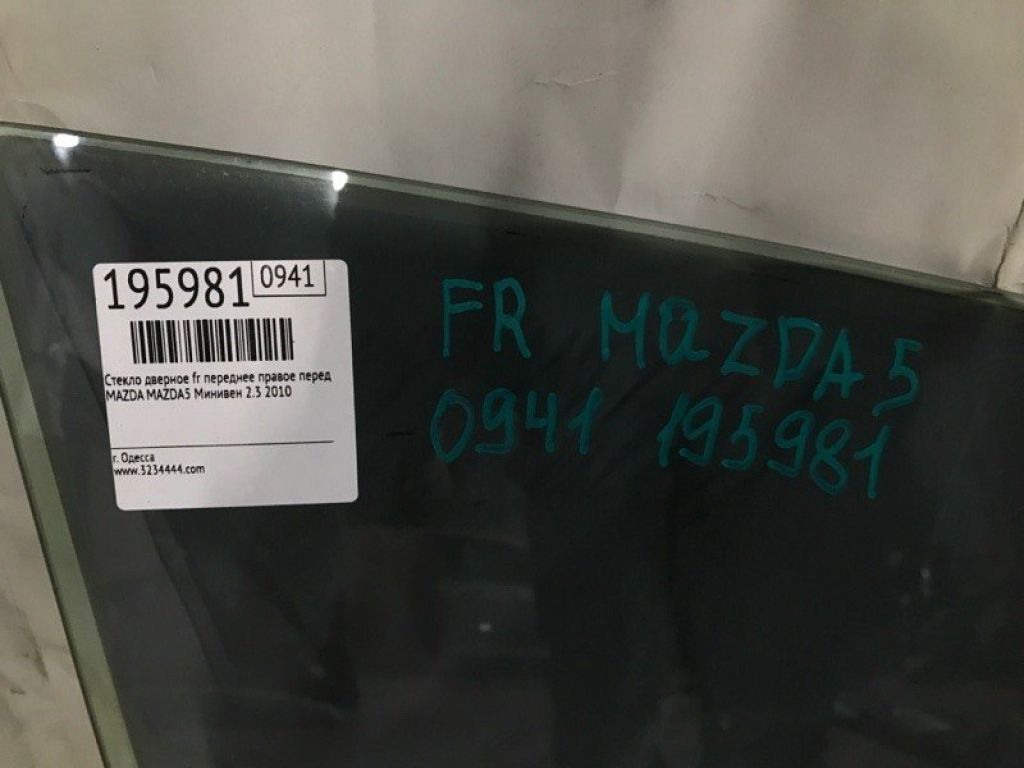 195981 0941
Стекло дверное fr переднее правое перед
MAZDA MAZDA5 Минивен 2.3 2010
г. Одесса
www.3234444.com
FR MaZDA 5
0941 195981